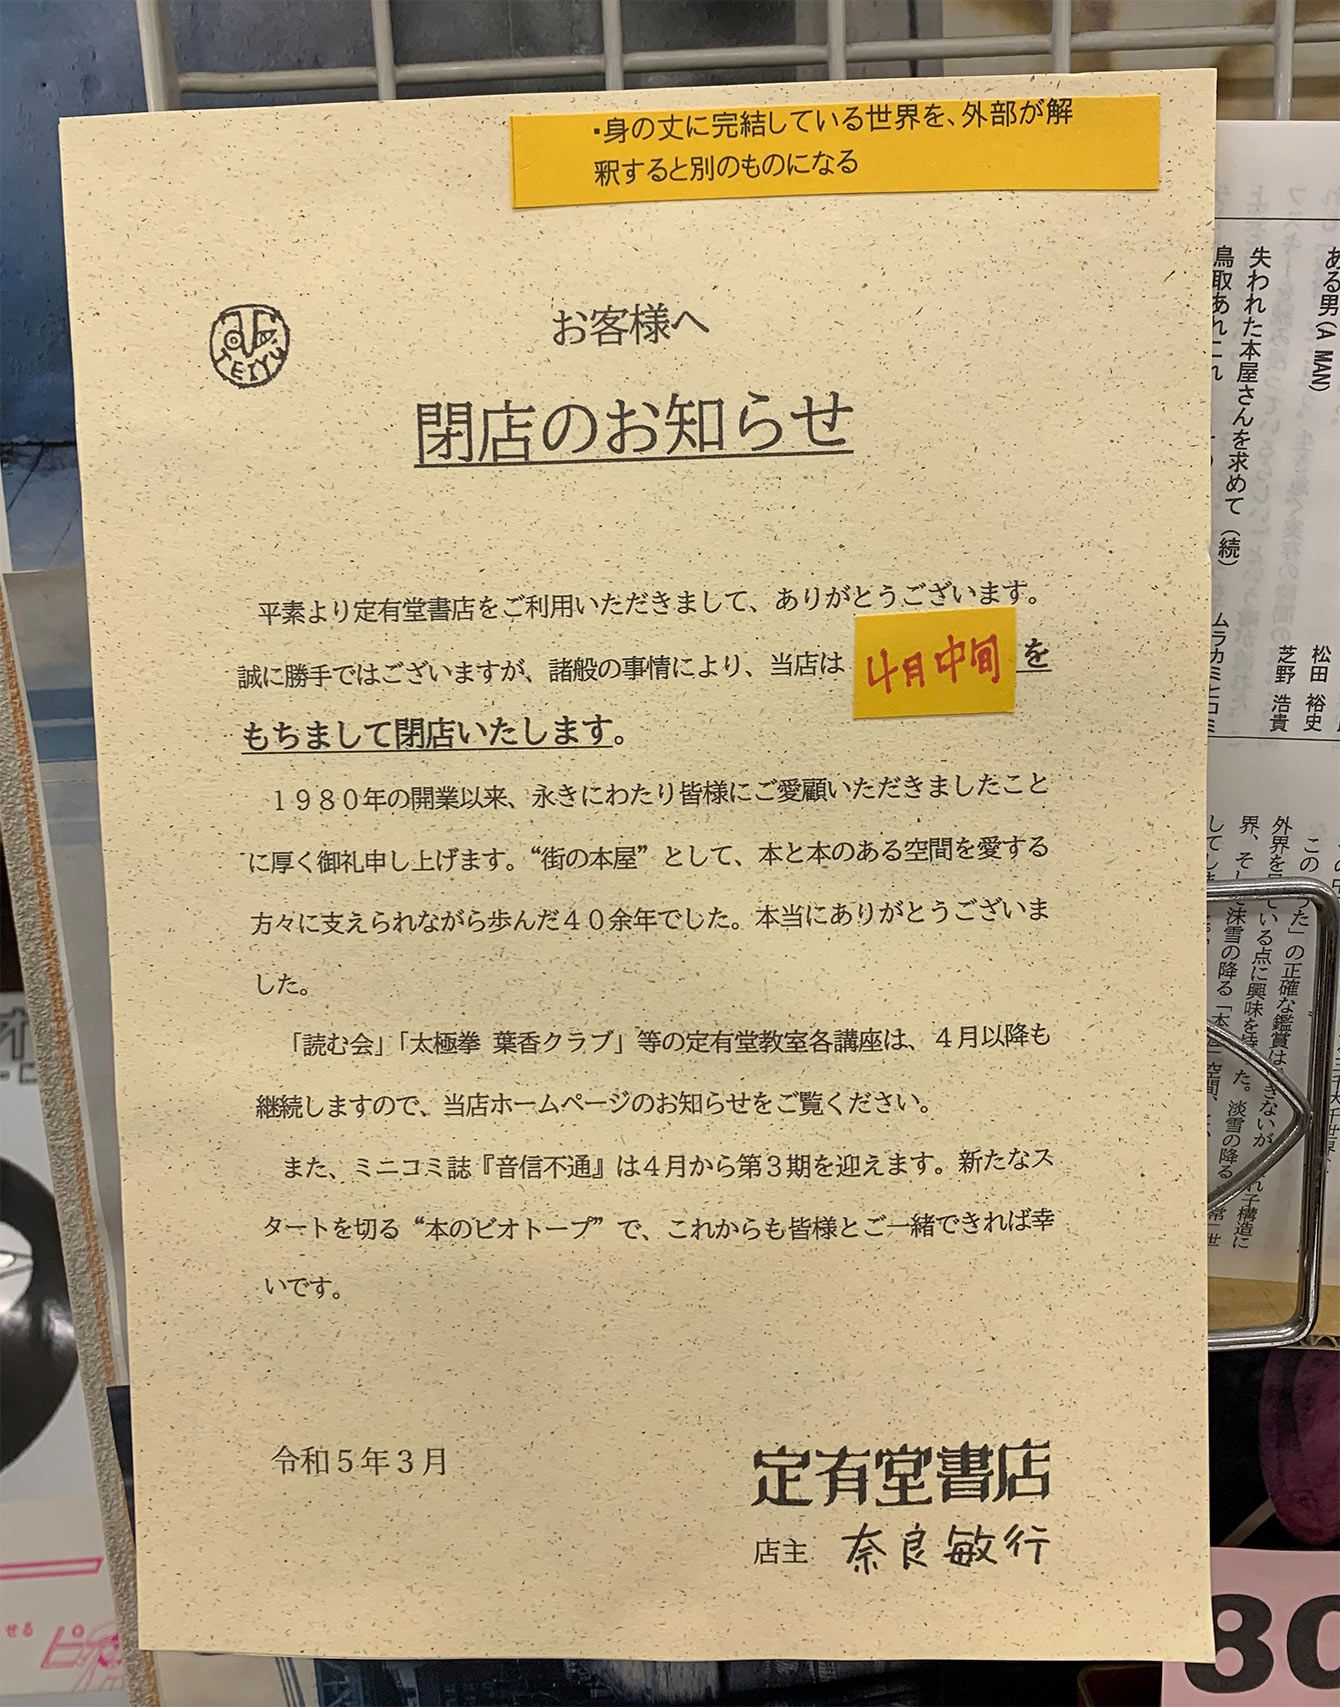 ・身の丈に完結している世界を、外部が解
釈すると別のものになる
TEIYU
お客様へ
閉店のお知らせ
平素より定有堂書店をご利用いただきまして、ありがとうございます。
誠に勝手ではございますが、諸般の事情により、当店は 4月中旬 を
もちまして閉店いたします。
1980年の開業以来、永きにわたり皆様にご愛顧いただきましたこと
に厚く御礼申し上げます。“街の本屋”として、本と本のある空間を愛する
方々に支えられながら歩んだ40余年でした。本当にありがとうございま
した。
「読む会」「太極拳 葉香クラブ」等の定有堂教室各講座は、4月以降も
継続しますので、当店ホームページのお知らせをご覧ください。
また、ミニコミ誌『音信不通』は4月から第3期を迎えます。新たなス
タートを切る“本のビオトープ”で、これからも皆様とご一緒できれば幸
いです。
令和5年3月
定有堂書店
店主 奈良敏行
ある男(A MAN)
失われた本屋さんを求めて(続)
鳥取あれこれ
松田 裕史
芝野 浩貴
ムラカミヒロミ
80